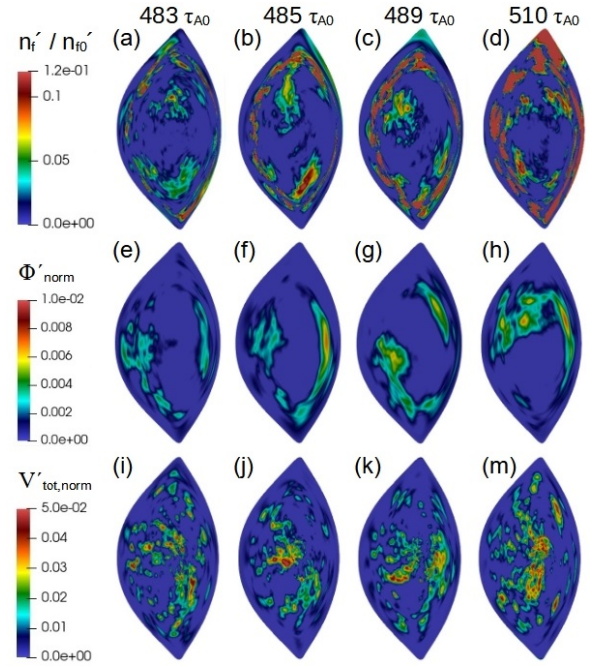 483 τA0 485 τA0 489 τA0 510 τA0
nf´ / nf0´ (a) (b) (c) (d)
1.2e-01
0.1
0.05
0.0e+00
(e) (f) (g) (h)
Φ´norm
1.0e-02
0.008
0.006
0.004
0.002
0.0e+00
(i) (j) (k) (m)
V´tot,norm
5.0e-02
0.04
0.03
0.02
0.01
0.0e+00